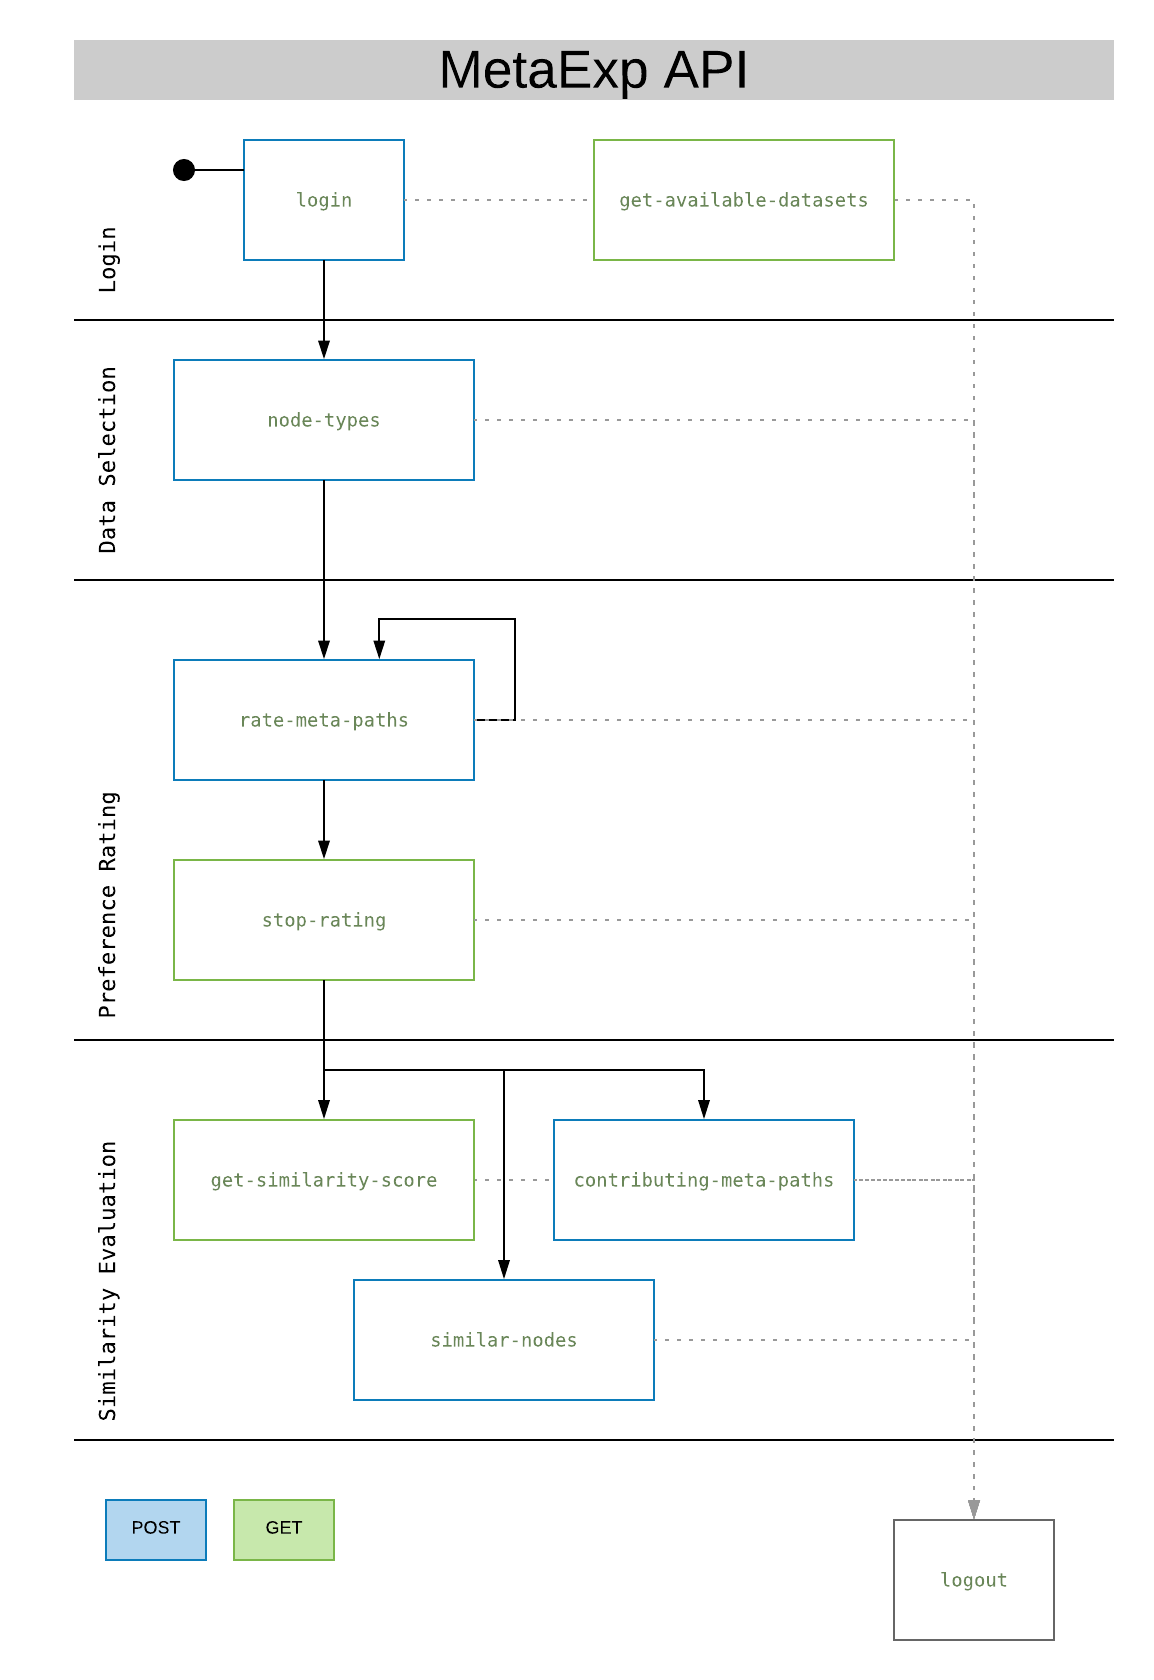 MetaExp API
Login
login
get-available-datasets
Data Selection
node-types
Preference Rating
rate-meta-paths
stop-rating
Similarity Evaluation
get-similarity-score
contributing-meta-paths
similar-nodes
POST
GET
logout